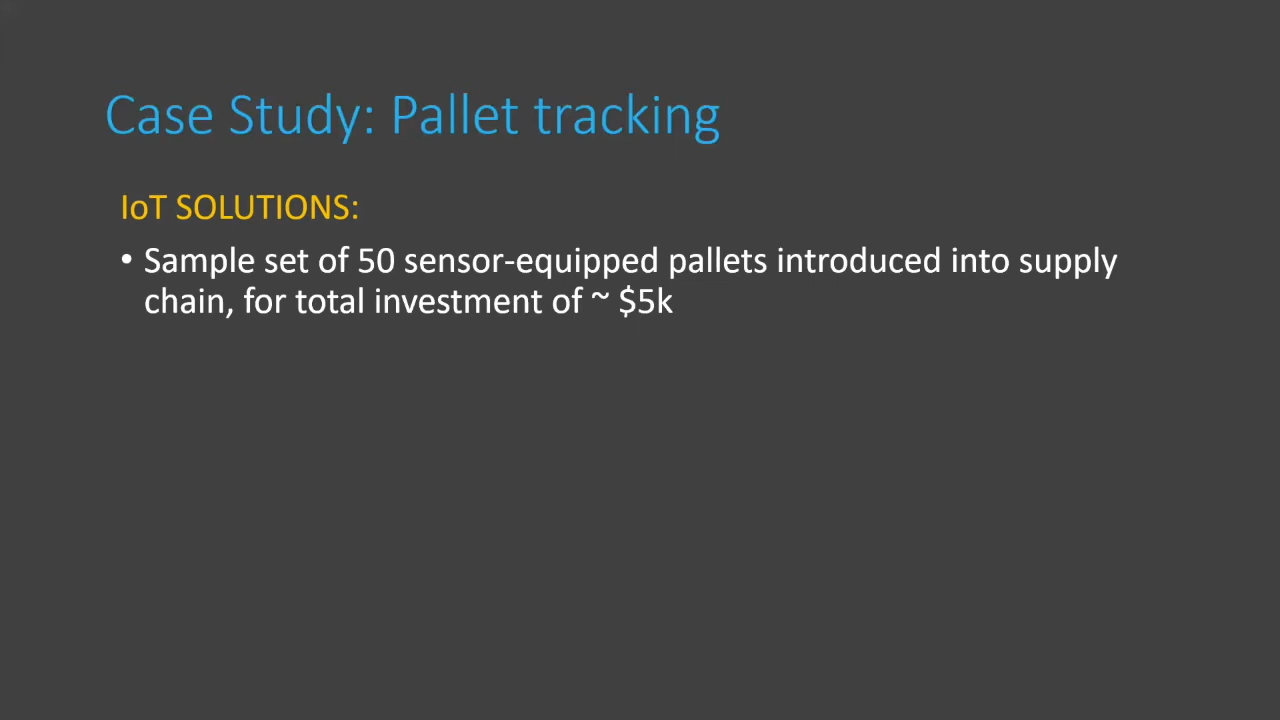 Case Study: Pallet tracking
IoT SOLUTIONS:
• Sample set of 50 sensor-equipped pallets introduced into supply
chain, for total investment of ~ $5k